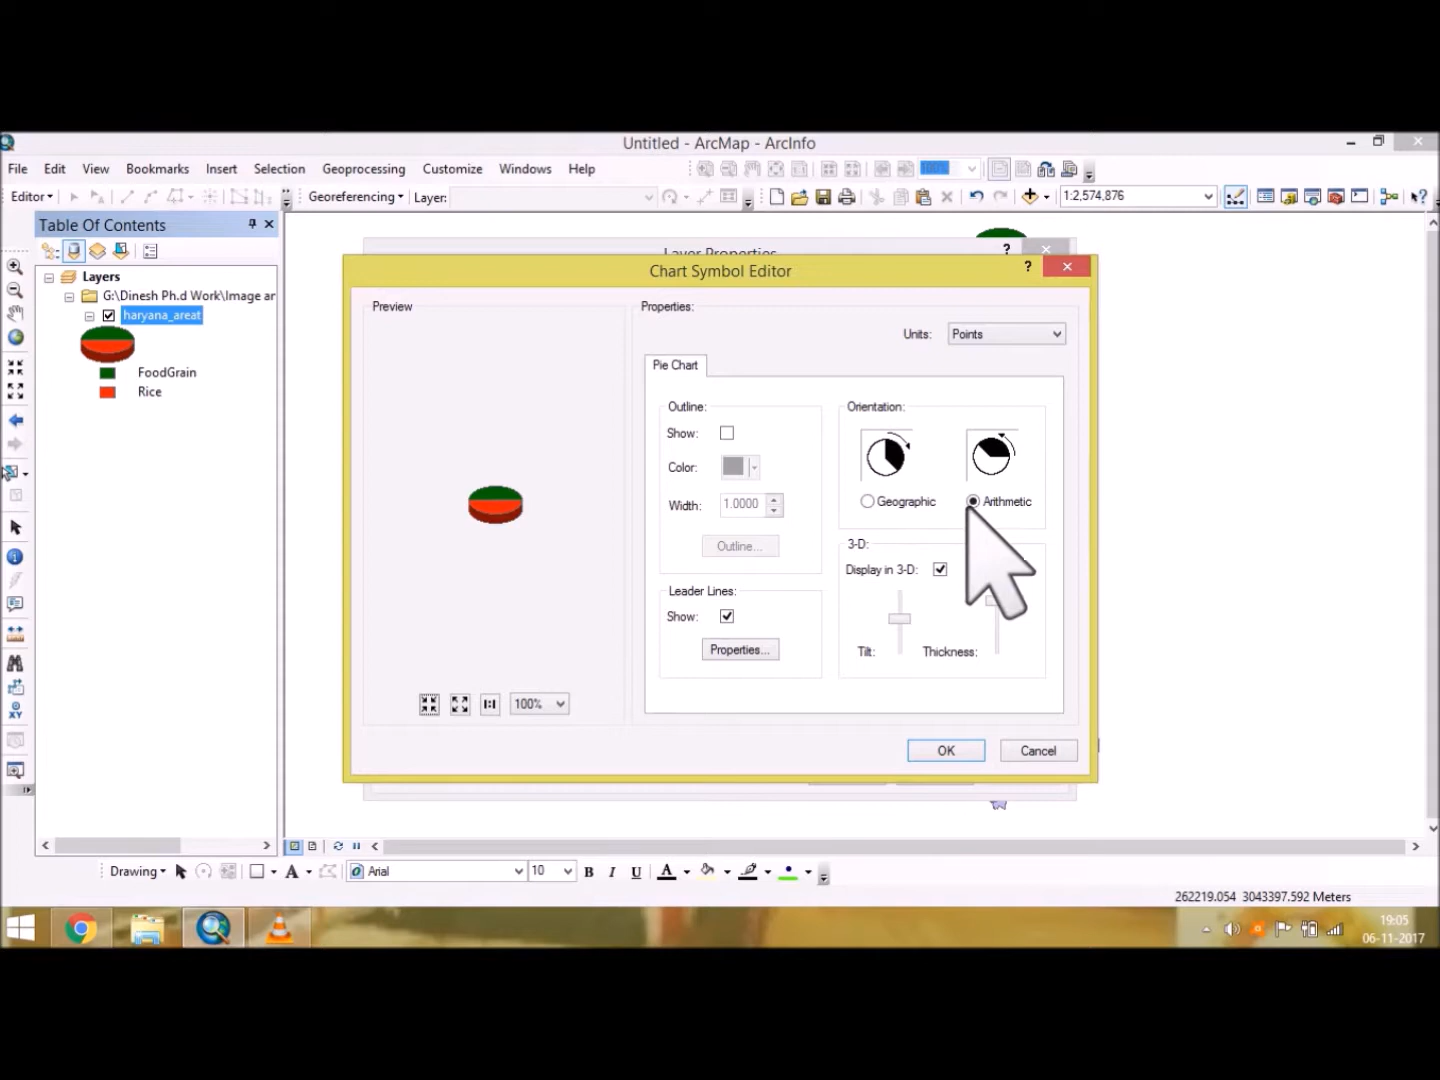 Untitled - ArcMap - ArcInfo
File Edit View Bookmarks Insert Selection Geoprocessing Customize Windows Help
100%
Editor Georeferencing Layer: 1:2,574,876
Table Of Contents
Layers
G:\Dinesh Ph.d Work\Image ar
haryana_areat
FoodGrain
Rice
Layer Properties
?
Chart Symbol Editor
?
Preview
100%
Properties:
Units: Points
Pie Chart
Outline:
Show:
Color:
Width: 1.0000
Outline...
Leader Lines:
Show:
Properties...
Orientation:
Geographic Arithmetic
3-D:
Display in 3-D:
Tilt: Thickness:
OK Cancel
XY
Drawing A Arial 10 B I U A
262219.054 3043397.592 Meters
19:05
06-11-2017